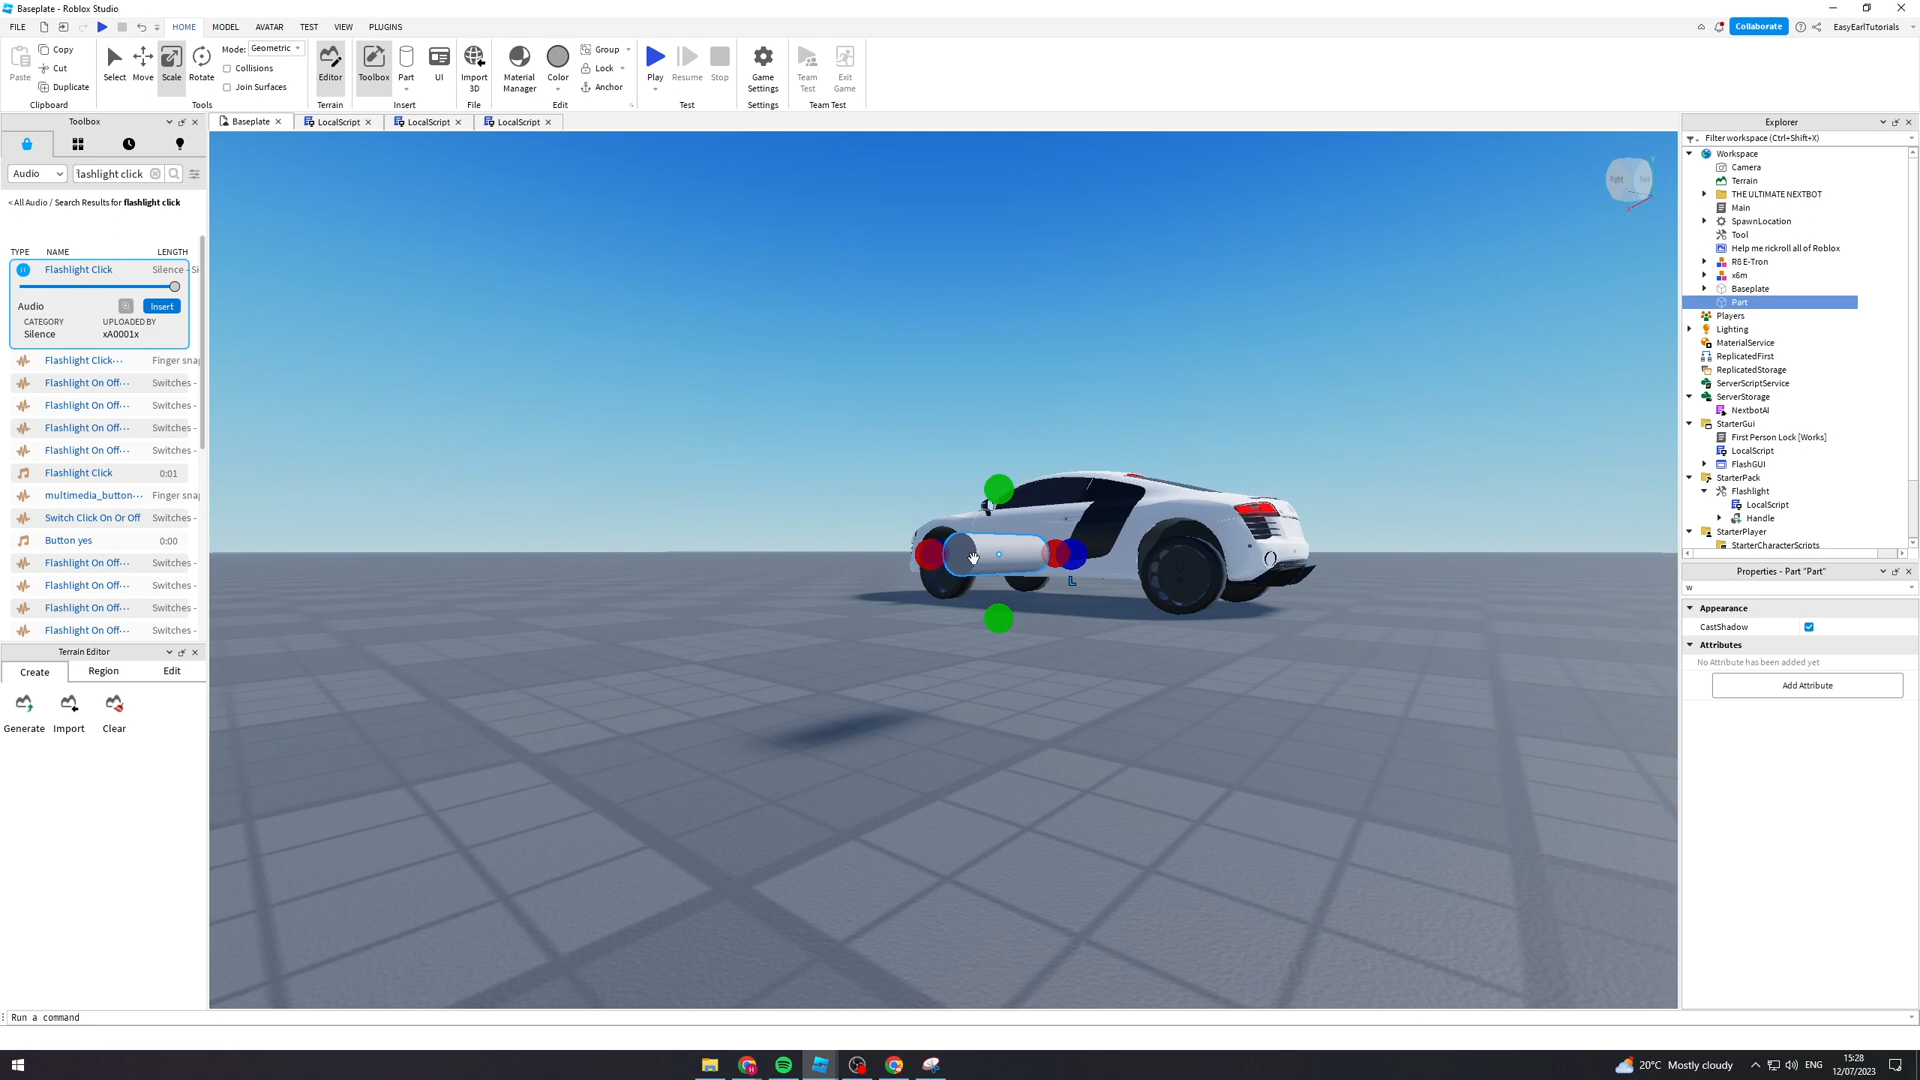 Baseplate - Roblox Studio
FILE
HOME MODEL AVATAR TEST VIEW PLUGINS
Collaborate
EasyEarlTutorials
Paste
Copy
Cut
Duplicate
Clipboard
Select Move Scale Rotate
Mode: Geometric
Collisions
Join Surfaces
Tools
Editor
Terrain
Toolbox Part UI
Insert
Import 3D
File
Material Manager
Color
Group
Lock
Anchor
Edit
Play Resume Stop
Test
Game Settings
Settings
Team Test
Exit Game
Team Test
Toolbox
Baseplate
LocalScript
LocalScript
LocalScript
Audio
lashlight click
< All Audio / Search Results for flashlight click
TYPE NAME LENGTH
Flashlight Click Silence - Si
Audio
Insert
CATEGORY UPLOADED BY
Silence xA0001x
Flashlight Click··· Finger snap
Flashlight On Off··· Switches -
Flashlight On Off··· Switches -
Flashlight On Off··· Switches -
Flashlight On Off··· Switches -
Flashlight Click 0:01
multimedia_button··· Finger snap
Switch Click On Or Off Switches -
Button yes 0:00
Flashlight On Off··· Switches -
Flashlight On Off··· Switches -
Flashlight On Off··· Switches -
Flashlight On Off··· Switches -
Terrain Editor
Create Region Edit
Generate Import Clear
L
Right
Y
X
Explorer
Filter workspace (Ctrl+Shift+X)
Workspace
Camera
Terrain
THE ULTIMATE NEXTBOT
Main
SpawnLocation
Tool
Help me rickroll all of Roblox
R8 E-Tron
x6m
Baseplate
Part
Players
Lighting
MaterialService
ReplicatedFirst
ReplicatedStorage
ServerScriptService
ServerStorage
NextbotAI
StarterGui
First Person Lock [Works]
LocalScript
FlashGUI
StarterPack
Flashlight
LocalScript
Handle
StarterPlayer
StarterCharacterScripts
Properties - Part "Part"
w
Appearance
CastShadow
Attributes
No Attribute has been added yet
Add Attribute
Run a command
20°C Mostly cloudy
ENG
15:28
12/07/2023